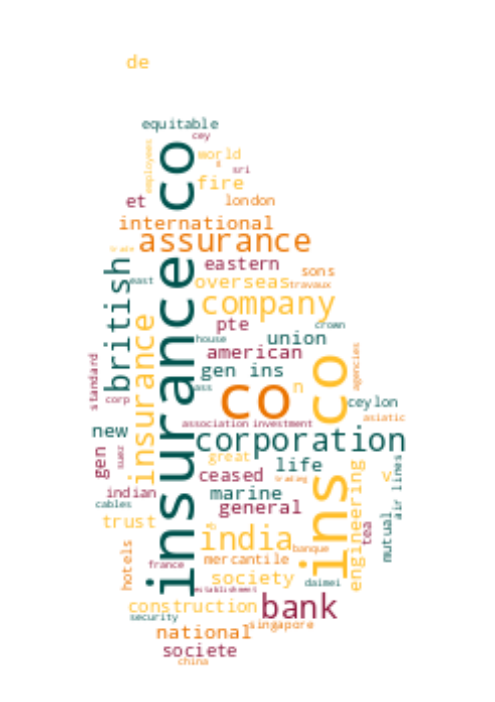 de
equitable
cey
employees
world
sri
fire
et
london
international
insurance co
assurance
trade
eastern
sons
british
east
overseas
travaux
company
pte
crown
house
union
american
insurance
gen ins
standard
agencies
ass
co
n
ins co
corp
ceylon
asiatic
association
investment
new
corporation
great
gen
suez
ceased
life
trading
v
air lines
indian
marine
engineering
cables
general
trust
india
tea
mutual
banque
hotels
mercantile
france
society
daimei
establishment
construction
bank
security
singapore
national
societe
china